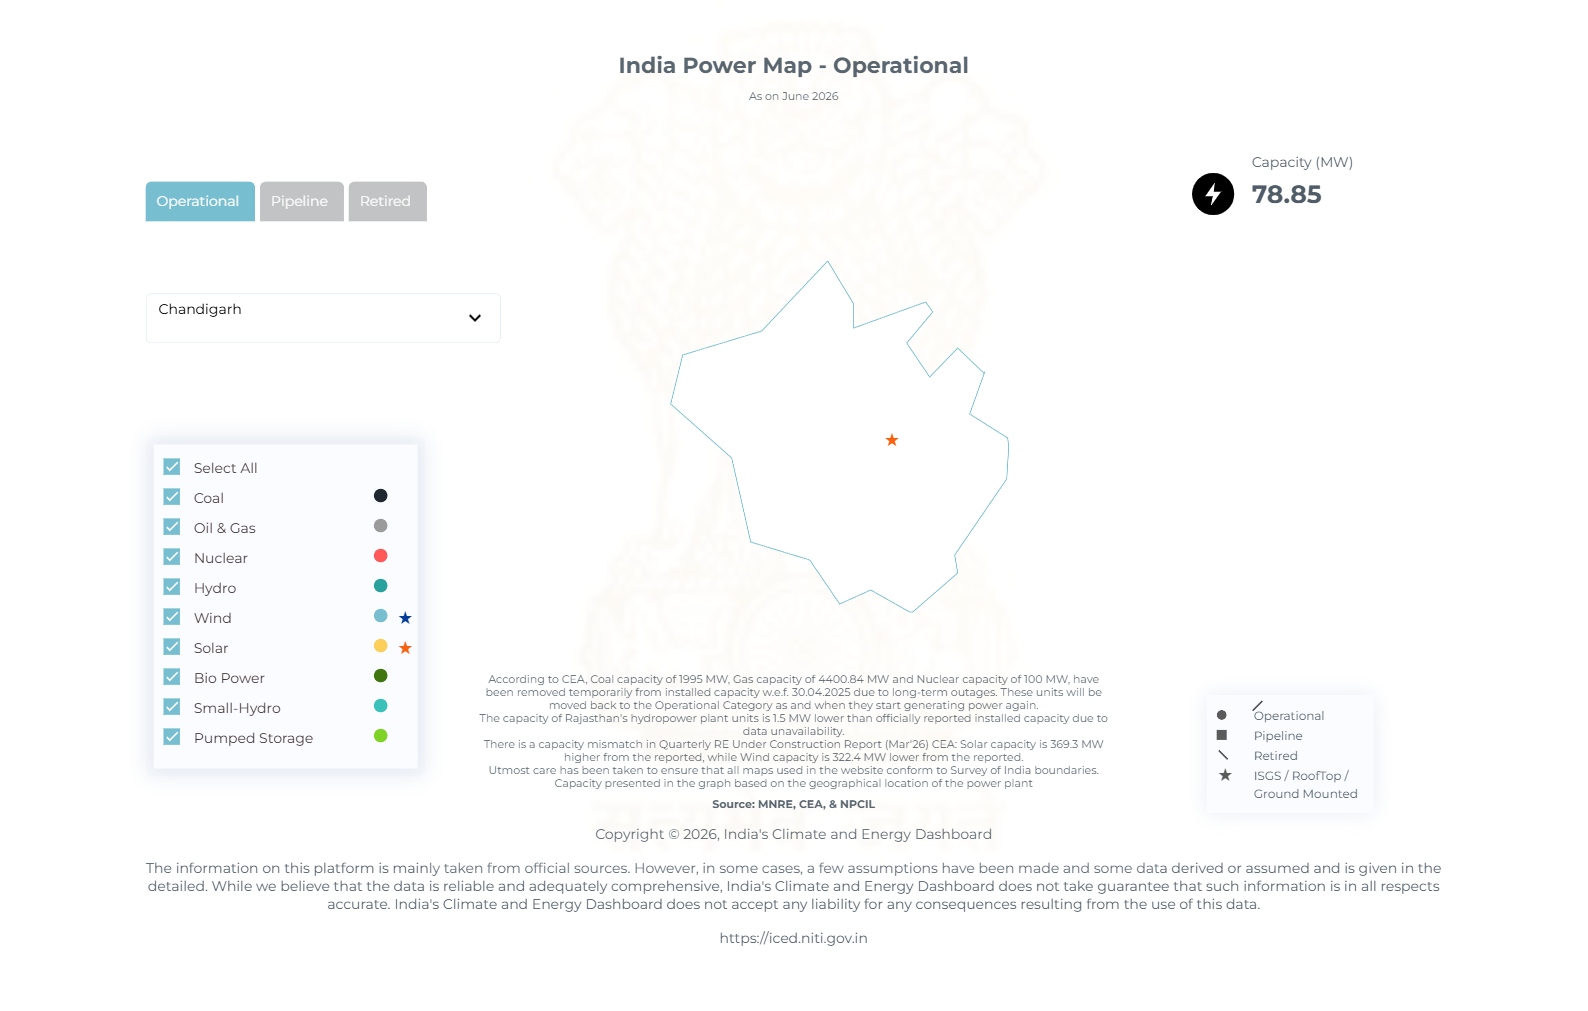 India Power Map - Operational
As on June 2026
Capacity (MW)
78.85
Operational
Pipeline
Retired
Chandigarh
Select All
Coal
Oil & Gas
Nuclear
Hydro
Wind
Solar
Bio Power
Small-Hydro
Pumped Storage
According to CEA, Coal capacity of 1995 MW, Gas capacity of 4400.84 MW and Nuclear capacity of 100 MW, have
been removed temporarily from installed capacity w.e.f. 30.04.2025 due to long-term outages. These units will be
moved back to the Operational Category as and when they start generating power again.
The capacity of Rajasthan's hydropower plant units is 1.5 MW lower than officially reported installed capacity due to
data unavailability.
There is a capacity mismatch in Quarterly RE Under Construction Report (Mar'26) CEA: Solar capacity is 369.3 MW
higher from the reported, while Wind capacity is 322.4 MW lower from the reported.
Utmost care has been taken to ensure that all maps used in the website conform to Survey of India boundaries.
Capacity presented in the graph based on the geographical location of the power plant
Source: MNRE, CEA, & NPCIL
Operational
Pipeline
Retired
ISGS / RoofTop /
Ground Mounted
Copyright © 2026, India's Climate and Energy Dashboard
The information on this platform is mainly taken from official sources. However, in some cases, a few assumptions have been made and some data derived or assumed and is given in the
detailed. While we believe that the data is reliable and adequately comprehensive, India's Climate and Energy Dashboard does not take guarantee that such information is in all respects
accurate. India's Climate and Energy Dashboard does not accept any liability for any consequences resulting from the use of this data.
https://iced.niti.gov.in